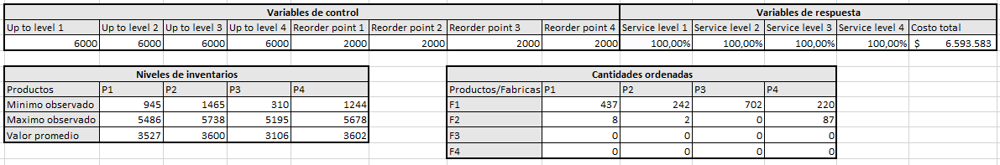 Variables de control Variables de respuesta
Up to level 1 Up to level 2 Up to level 3 Up to level 4 Reorder point 1 Reorder point 2 Reorder point 3 Reorder point 4 Service level 1 Service level 2 Service level 3 Service level 4 Costo total
6000 6000 6000 6000 2000 2000 2000 2000 100,00% 100,00% 100,00% 100,00% $ 6.593.583
Niveles de inventarios
Productos P1 P2 P3 P4
Minimo observado 945 1465 310 1244
Maximo observado 5486 5738 5195 5678
Valor promedio 3527 3600 3106 3602
Cantidades ordenadas
Productos/Fabricas P1 P2 P3 P4
F1 437 242 702 220
F2 8 2 0 87
F3 0 0 0 0
F4 0 0 0 0